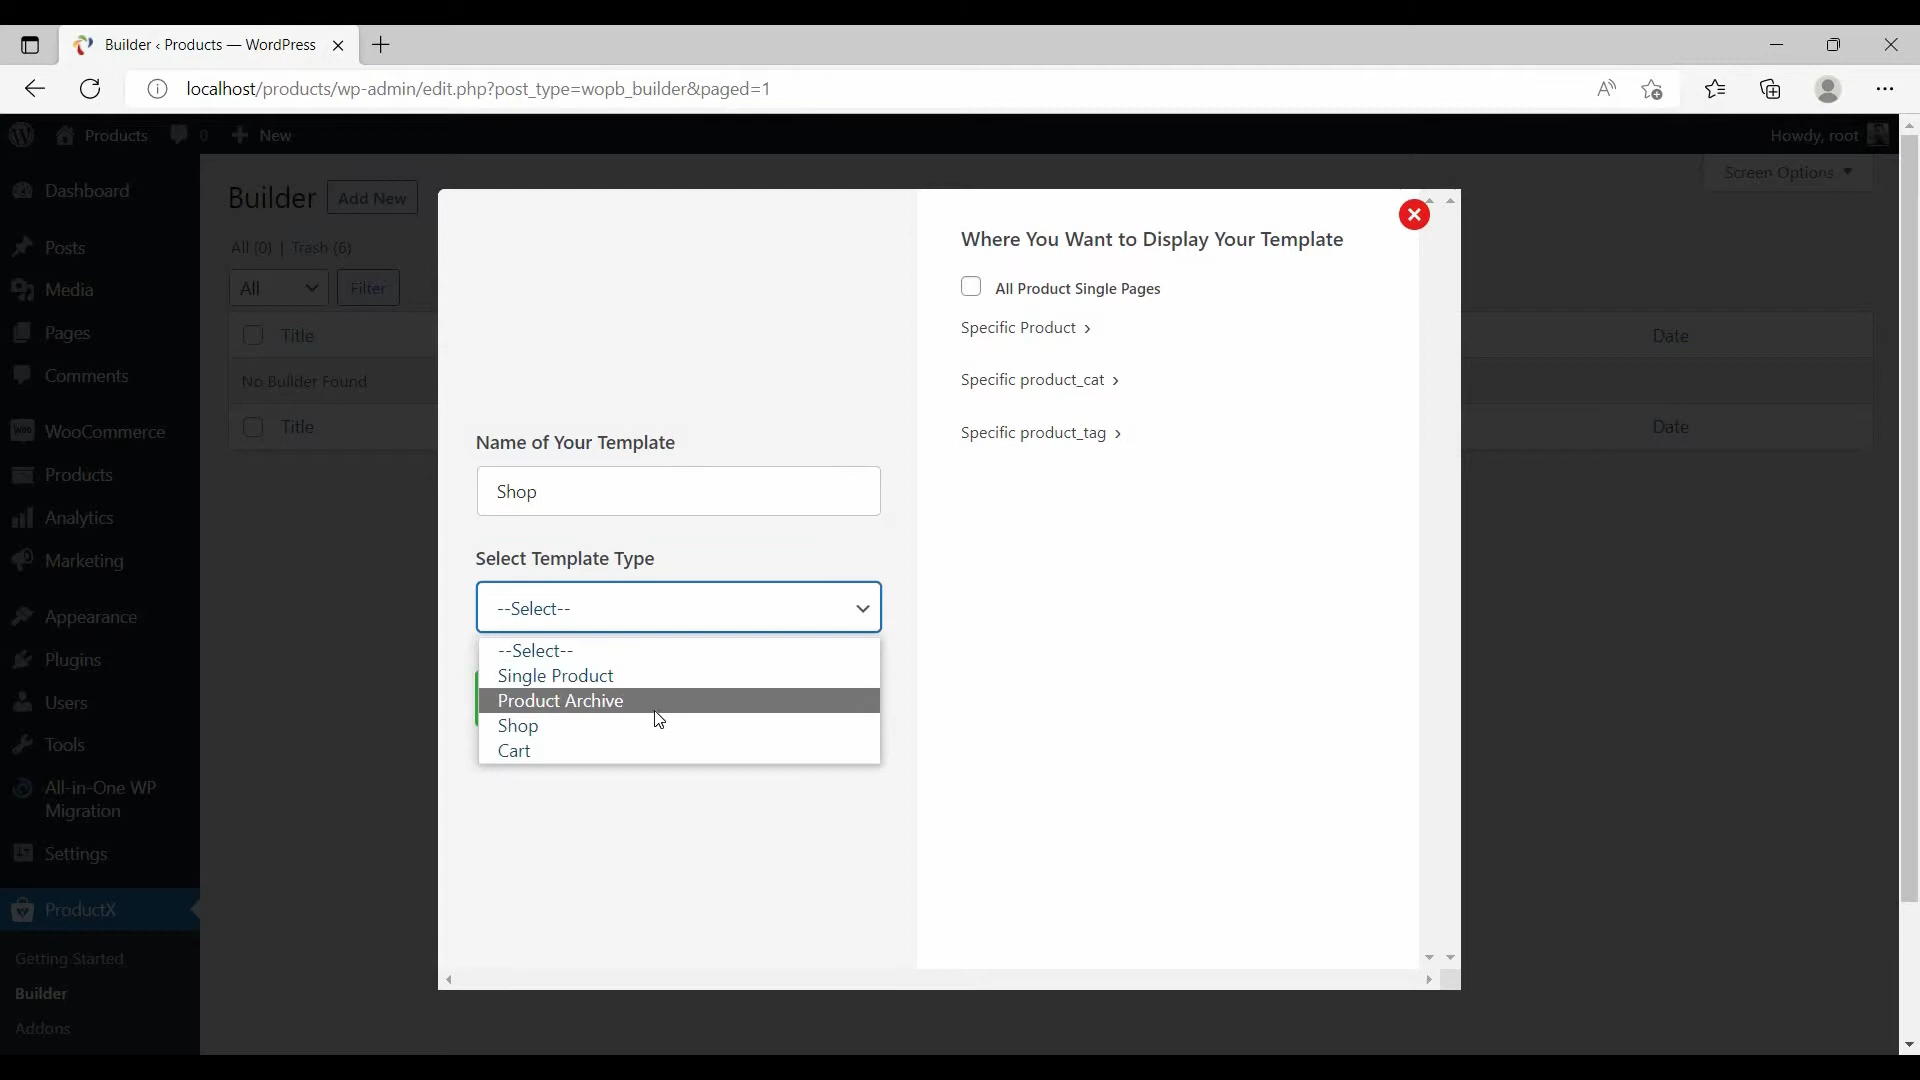 Builder ‹ Products — WordPress
localhost/products/wp-admin/edit.php?post_type=wopb_builder&paged=1
Products 0 New
Howdy, root
Screen Options
Dashboard
Posts
Media
Pages
Comments
Woo WooCommerce
Products
Analytics
Marketing
Appearance
Plugins
Users
Tools
All-in-One WP
Migration
Settings
ProductX
Getting Started
Builder
Addons
Builder Add New
All (0) | Trash (6)
All Filter
Title Date
No Builder Found
Title Date
Name of Your Template
Shop
Select Template Type
--Select--
--Select--
Single Product
Product Archive
Shop
Cart
Where You Want to Display Your Template
All Product Single Pages
Specific Product ›
Specific product_cat ›
Specific product_tag ›